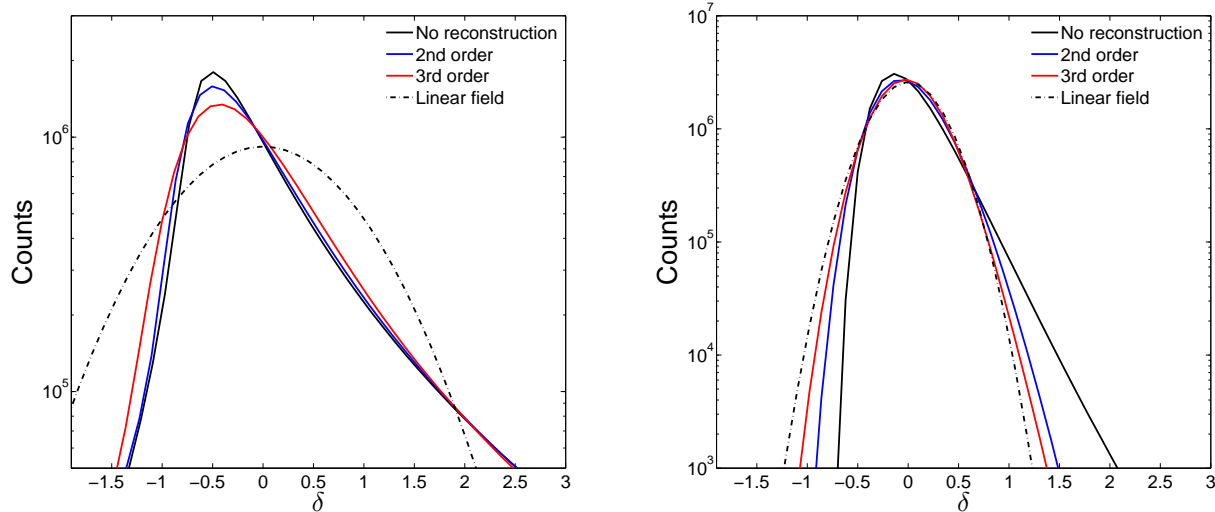 No reconstruction
2nd order
3rd order
Linear field
10^6
10^5
Counts
−1.5 −1 −0.5 0 0.5 1 1.5 2 2.5 3
δ
10^7
10^6
10^5
10^4
10^3
No reconstruction
2nd order
3rd order
Linear field
Counts
−1.5 −1 −0.5 0 0.5 1 1.5 2 2.5 3
δ